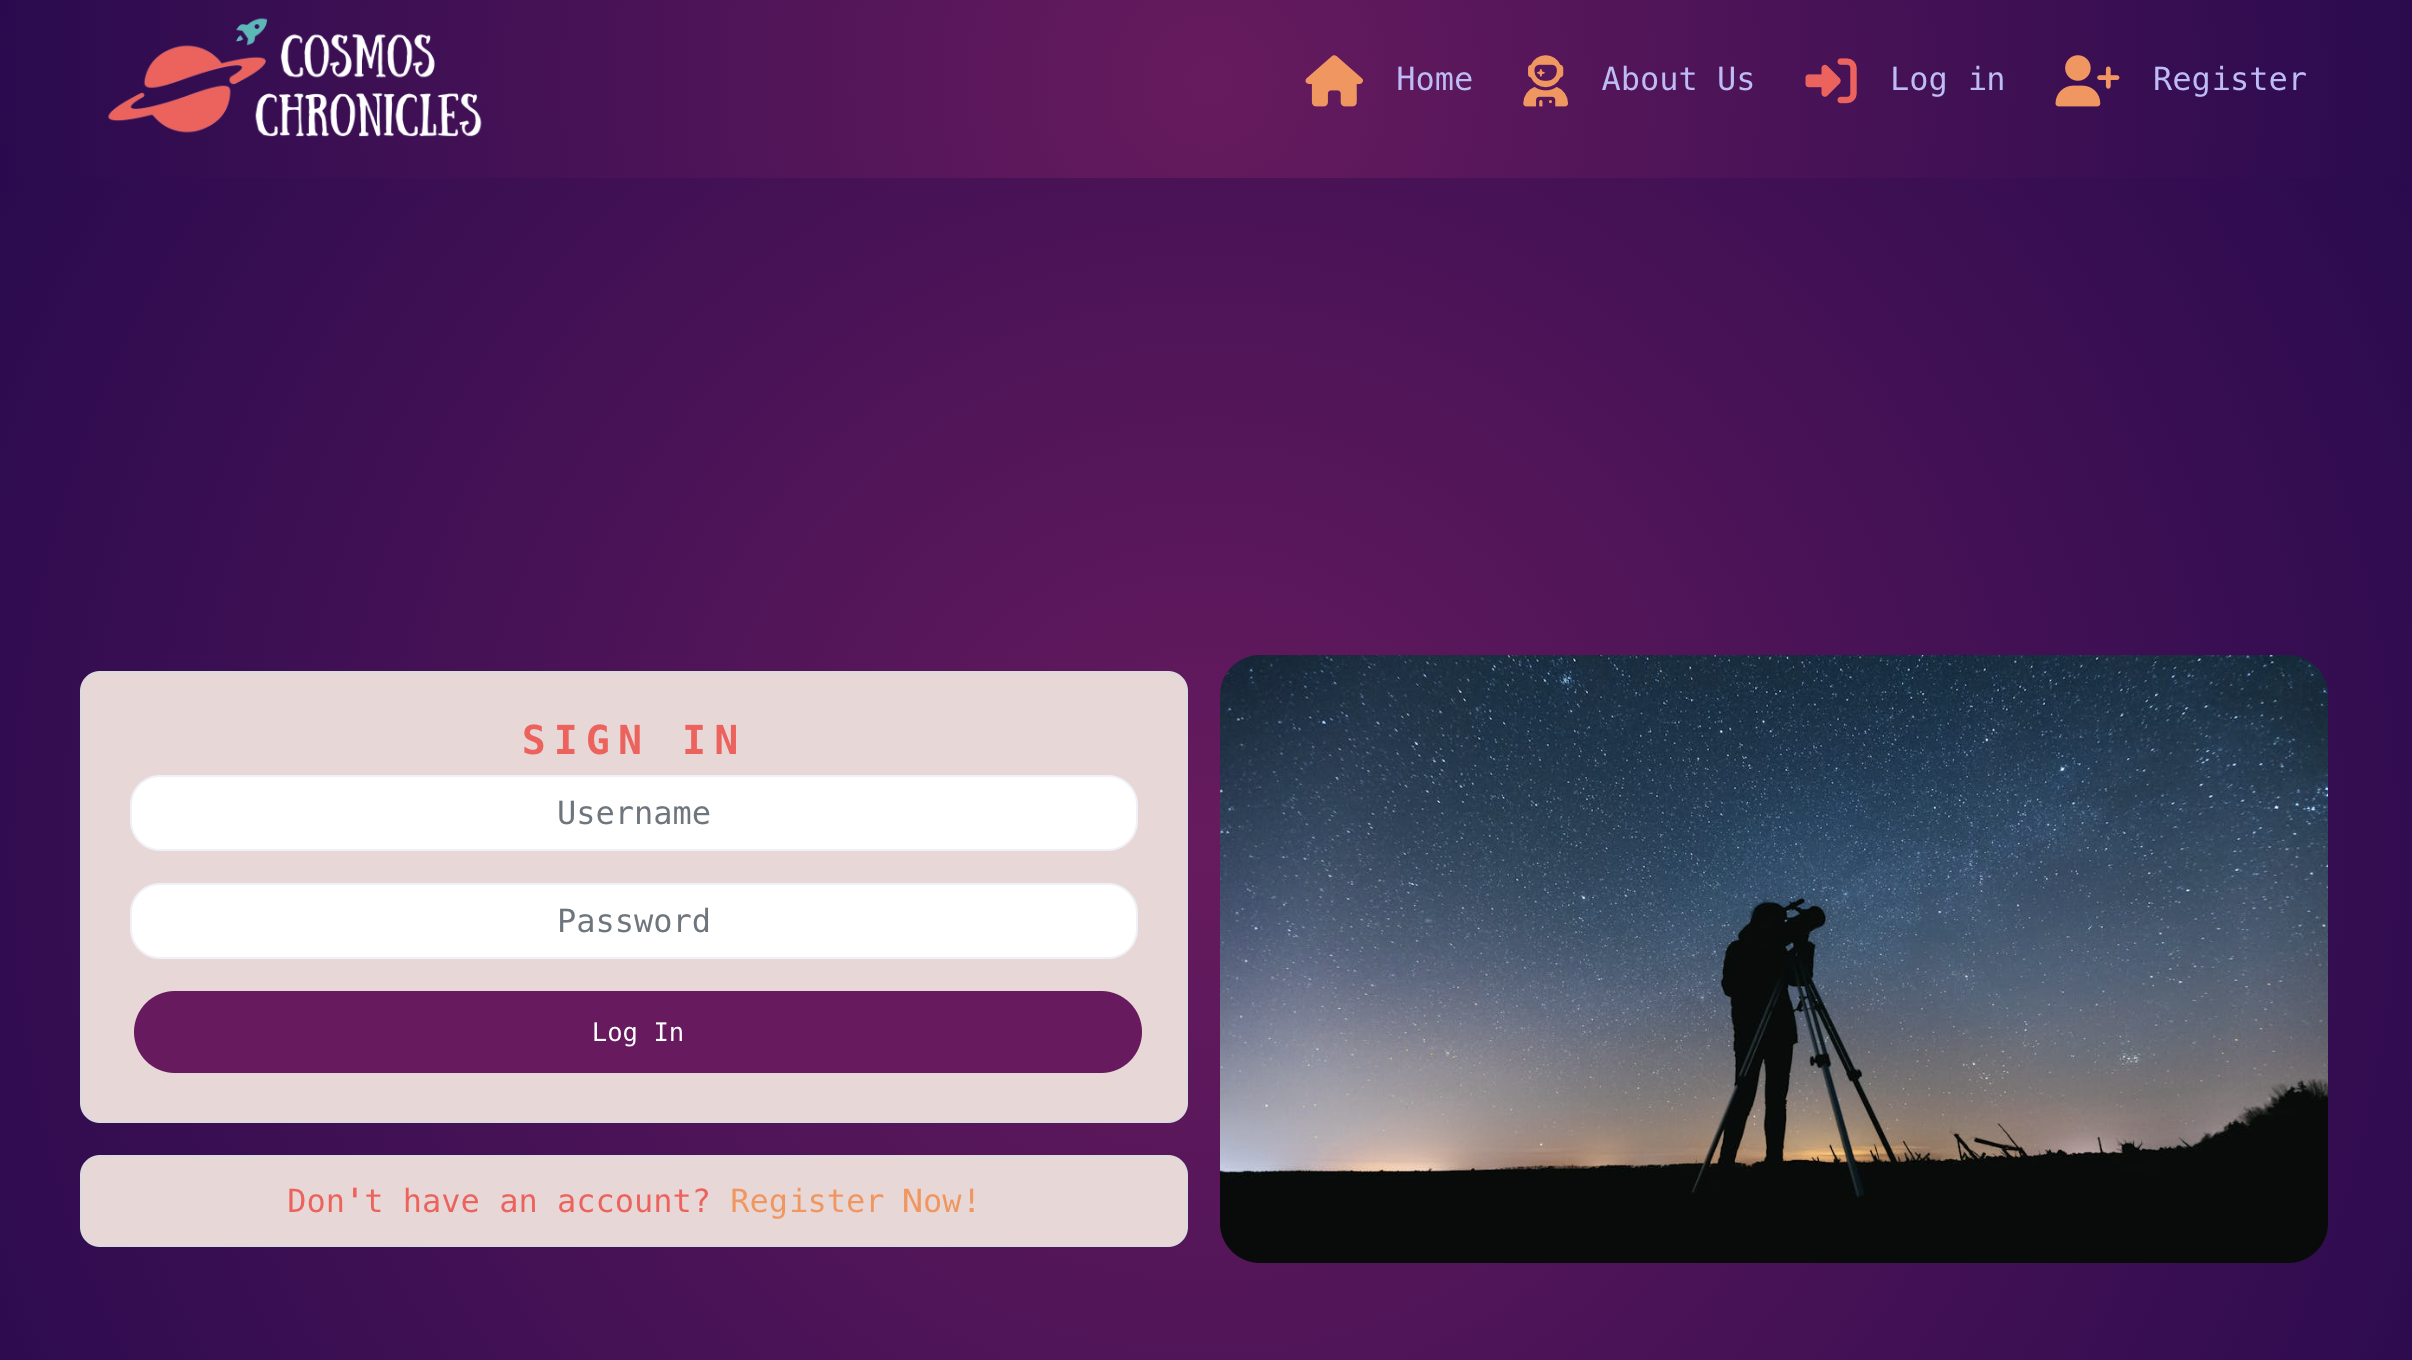 COSMOS
CHRONICLES
Home
About Us
Log in
Register
SIGN IN
Username
Password
Log In
Don't have an account? Register Now!